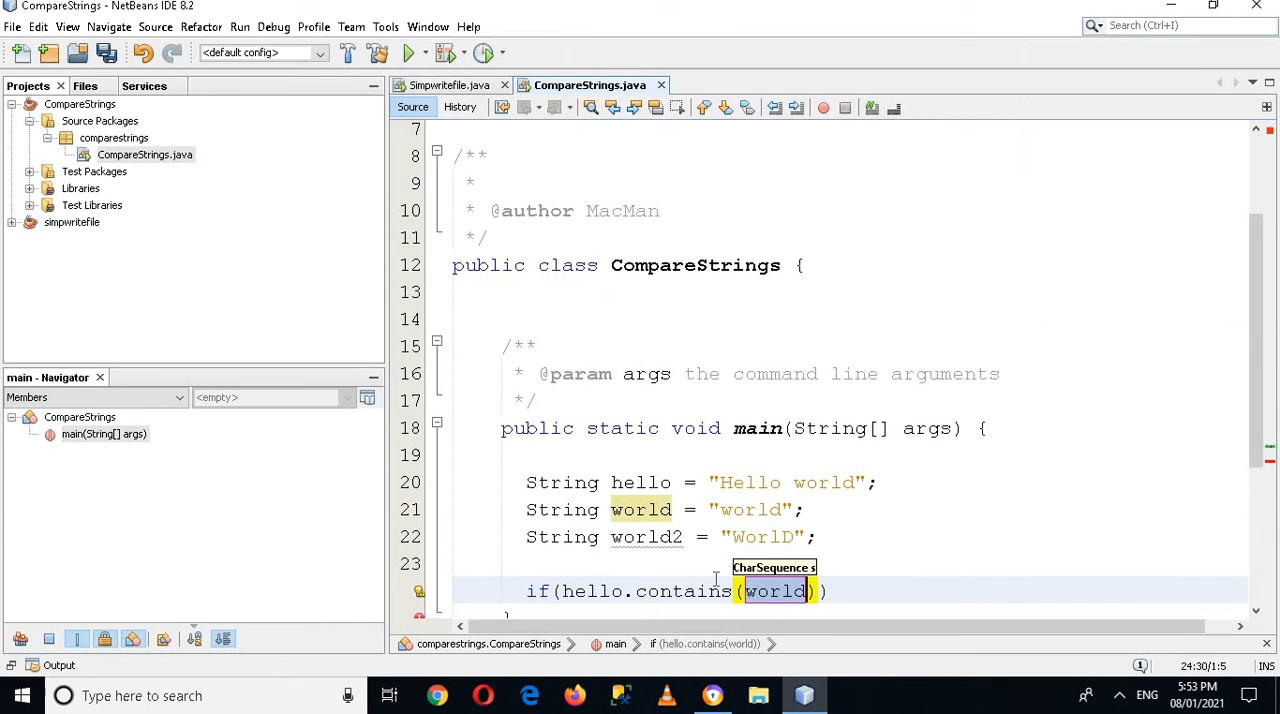 CompareStrings - NetBeans IDE 8.2
File Edit View Navigate Source Refactor Run Debug Profile Team Tools Window Help
Search (Ctrl+I)
<default config>
Projects Files Services
Simpwritefile.java CompareStrings.java
CompareStrings
Source Packages
comparestrings
CompareStrings.java
Test Packages
Libraries
Test Libraries
simpwritefile
Source History
7
8 /**
9 *
10 * @author MacMan
11 */
12 public class CompareStrings {
13
14
15 /**
16 * @param args the command line arguments
17 */
18 public static void main(String[] args) {
19
20 String hello = "Hello world";
21 String world = "world";
22 String world2 = "WorlD";
23
CharSequence s
if(hello.contains(world))
}
main - Navigator
Members <empty>
CompareStrings
main(String[] args)
comparestrings.CompareStrings main if (hello.contains(world))
Output
1 24:30/1:5 INS
Type here to search
ENG
5:53 PM
08/01/2021